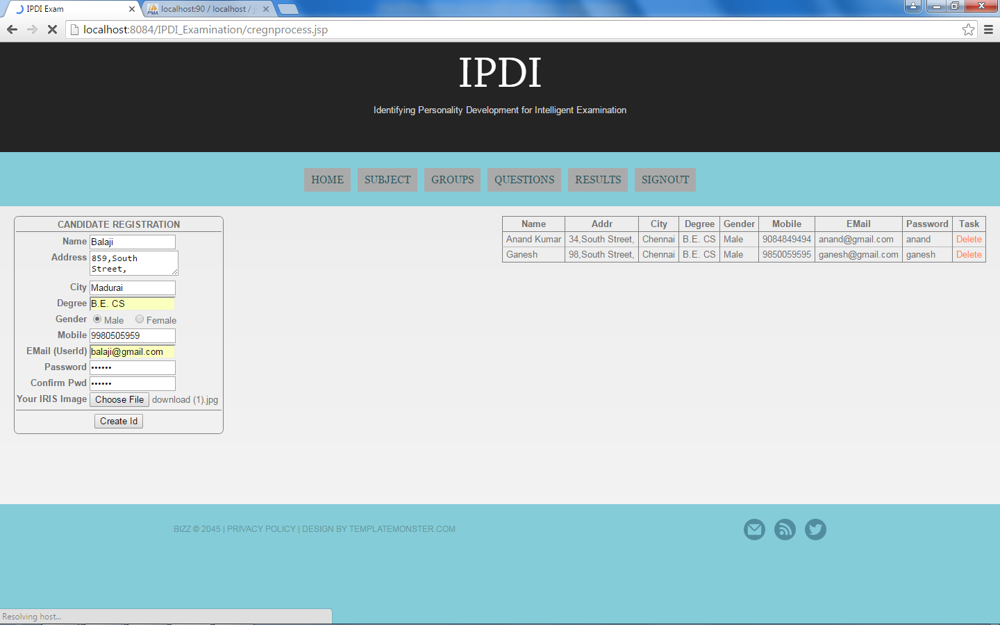 IPDI Exam
localhost:90 / localhost / j
localhost:8084/IPDI_Examination/cregnprocess.jsp
IPDI
Identifying Personality Development for Intelligent Examination
HOME SUBJECT GROUPS QUESTIONS RESULTS SIGNOUT
CANDIDATE REGISTRATION
Name Balaji
Address 859,South
Street,
City Madurai
Degree B.E. CS
Gender Male Female
Mobile 9980505959
EMail (UserId) balaji@gmail.com
Password ••••••
Confirm Pwd ••••••
Your IRIS Image Choose File download (1).jpg
Create Id
Name Addr City Degree Gender Mobile EMail Password Task
Anand Kumar 34,South Street, Chennai B.E. CS Male 9084849494 anand@gmail.com anand Delete
Ganesh 98,South Street, Chennai B.E. CS Male 9850059595 ganesh@gmail.com ganesh Delete
BIZZ © 2045 | PRIVACY POLICY | DESIGN BY TEMPLATEMONSTER.COM
Resolving host...